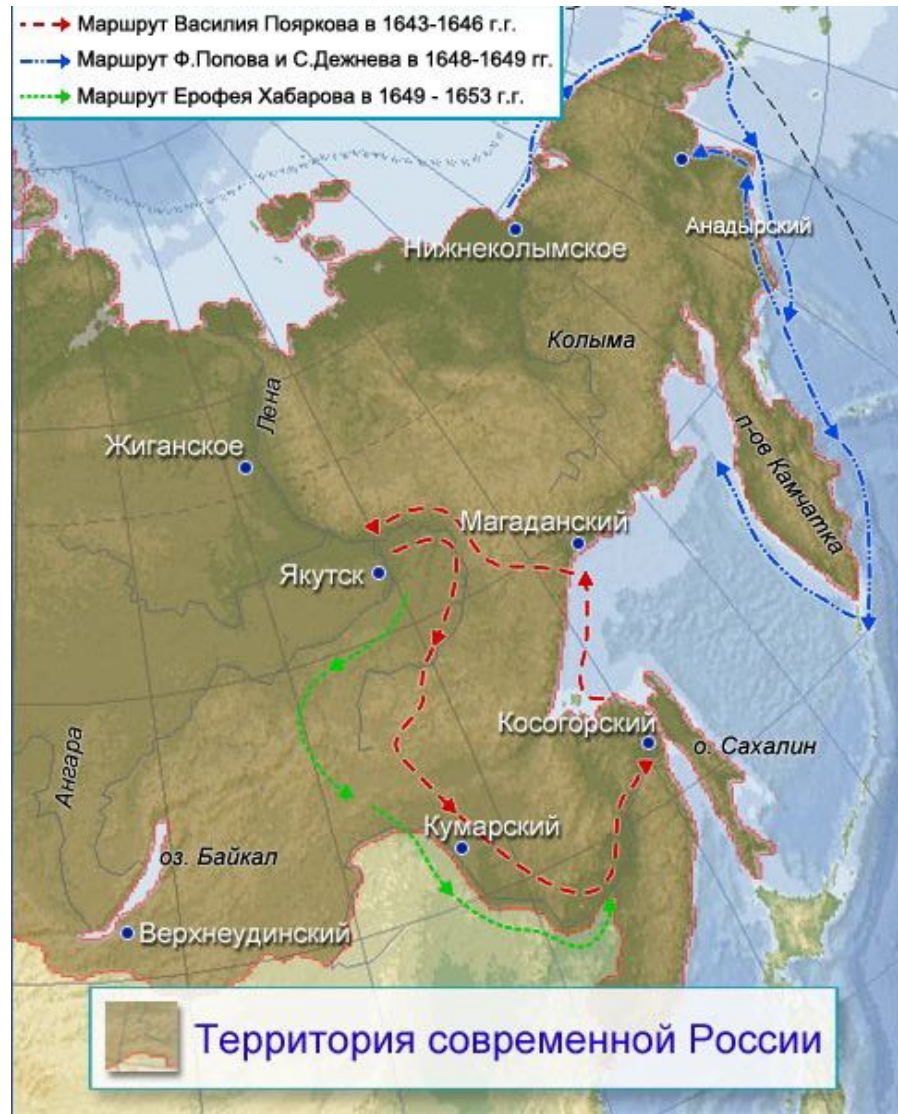 Маршрут Василия Пояркова в 1643-1646 г.г.
Маршрут Ф.Попова и С.Дежнева в 1648-1649 гг.
Маршрут Ерофея Хабарова в 1649 - 1653 г.г.
Анадырский
Нижнеколымское
Колыма
Лена
Жиганское
п-ов Камчатка
Магаданский
Якутск
Косогорский
о. Сахалин
Ангара
Кумарский
оз. Байкал
Верхнеудинский
Территория современной России